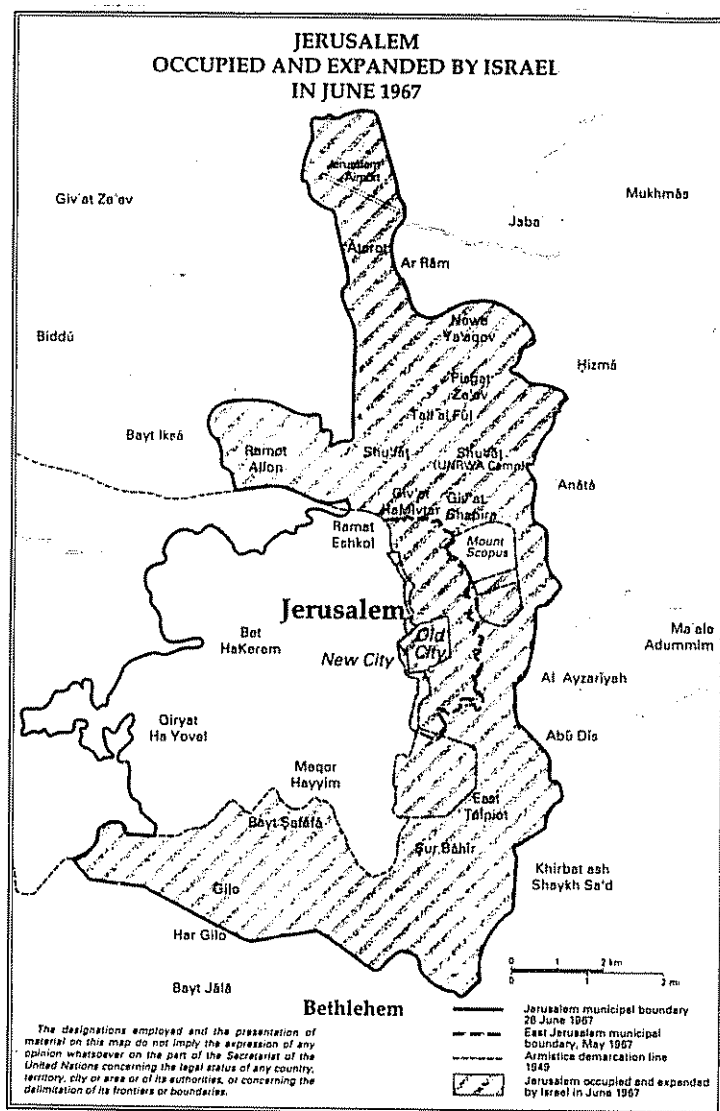 JERUSALEM
OCCUPIED AND EXPANDED BY ISRAEL
IN JUNE 1967
Jerusalem
Airport
Giv'at Ze'ev
Mukhmās
Jaba'
'Atarot
Ar Rām
Biddū
Nəwe
Ya'aqov
Ḥizmā
Pisgat
Ze'ev
Tall al Fūl
Bayt Iksā
Ramot
Allon
Shu'fāṭ
Shu'fāṭ
(UNRWA Camp)
'Anātā
Giv'at
HaMivtar
Giv'at
Shapira
Ramat
Eshkol
Mount
Scopus
Jerusalem
Old
City
New City
Bet
HaKerem
Ma'ale
Adummim
Al 'Ayzarīyah
Qiryat
Ha Yovel
Abū Dīs
Meqor
Hayyim
East
Talpiot
Bayt Ṣafāfā
Ṣūr Bāhir
Khirbat ash
Shaykh Sa'd
Gilo
Har Gilo
Bayt Jālā
Bethlehem
0 1 2 km
0 2 mi
Jerusalem municipal boundary
28 June 1967
East Jerusalem municipal
boundary, May 1967
Armistice demarcation line
1949
Jerusalem occupied and expanded
by Israel in June 1967
The designations employed and the presentation of
material on this map do not imply the expression of any
opinion whatsoever on the part of the Secretariat of the
United Nations concerning the legal status of any country,
territory, city or area or of its authorities, or concerning the
delimitation of its frontiers or boundaries.